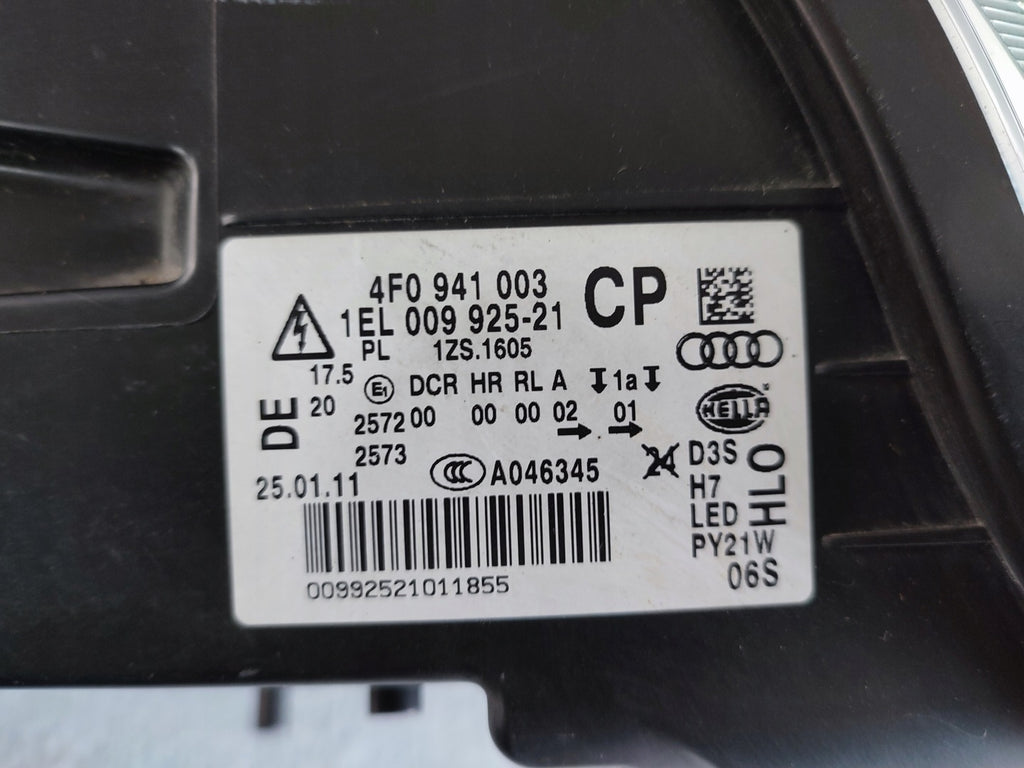 4F0 941 003 CP
1EL 009 925-21
PL 1ZS.1605
17.5 E1 DCR HR RL A 1a
DE 20
2572 00 00 00 02 01
2573
25.01.11 CCC A046345
24
HELLA
D3S
H7
LED
PY21W
HLO
06S
00992521011855